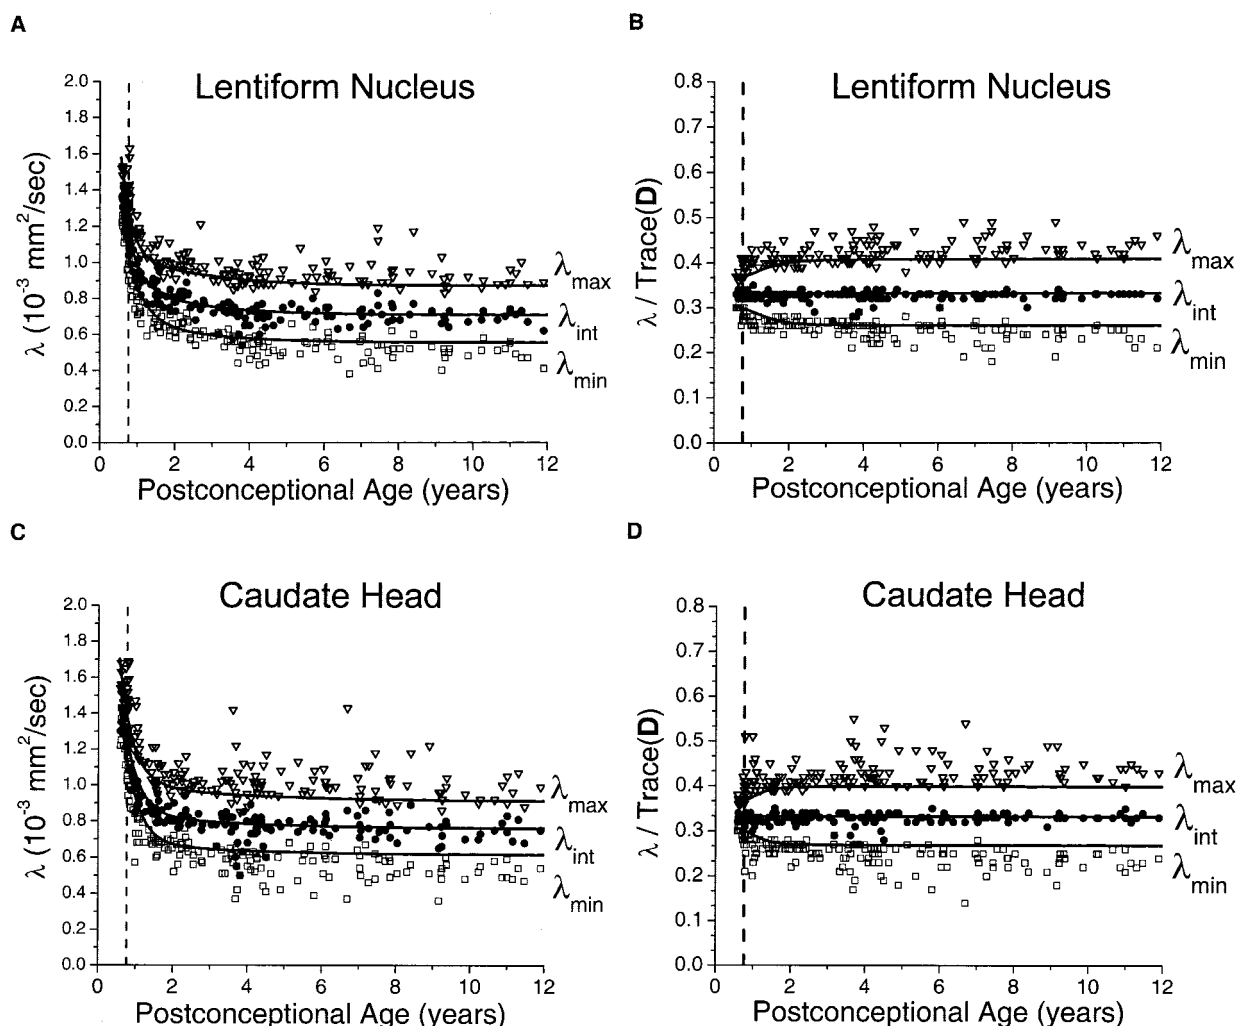 A
Lentiform Nucleus
2.0
1.8
1.6
1.4
1.2
1.0
0.8
0.6
0.4
0.2
0.0
λ (10⁻³ mm²/sec)
λmax
λint
λmin
0 2 4 6 8 10 12
Postconceptional Age (years)
B
Lentiform Nucleus
0.8
0.7
0.6
0.5
0.4
0.3
0.2
0.1
0.0
λ / Trace(D)
λmax
λint
λmin
0 2 4 6 8 10 12
Postconceptional Age (years)
C
Caudate Head
2.0
1.8
1.6
1.4
1.2
1.0
0.8
0.6
0.4
0.2
0.0
λ (10⁻³ mm²/sec)
λmax
λint
λmin
0 2 4 6 8 10 12
Postconceptional Age (years)
D
Caudate Head
0.8
0.7
0.6
0.5
0.4
0.3
0.2
0.1
0.0
λ / Trace(D)
λmax
λint
λmin
0 2 4 6 8 10 12
Postconceptional Age (years)